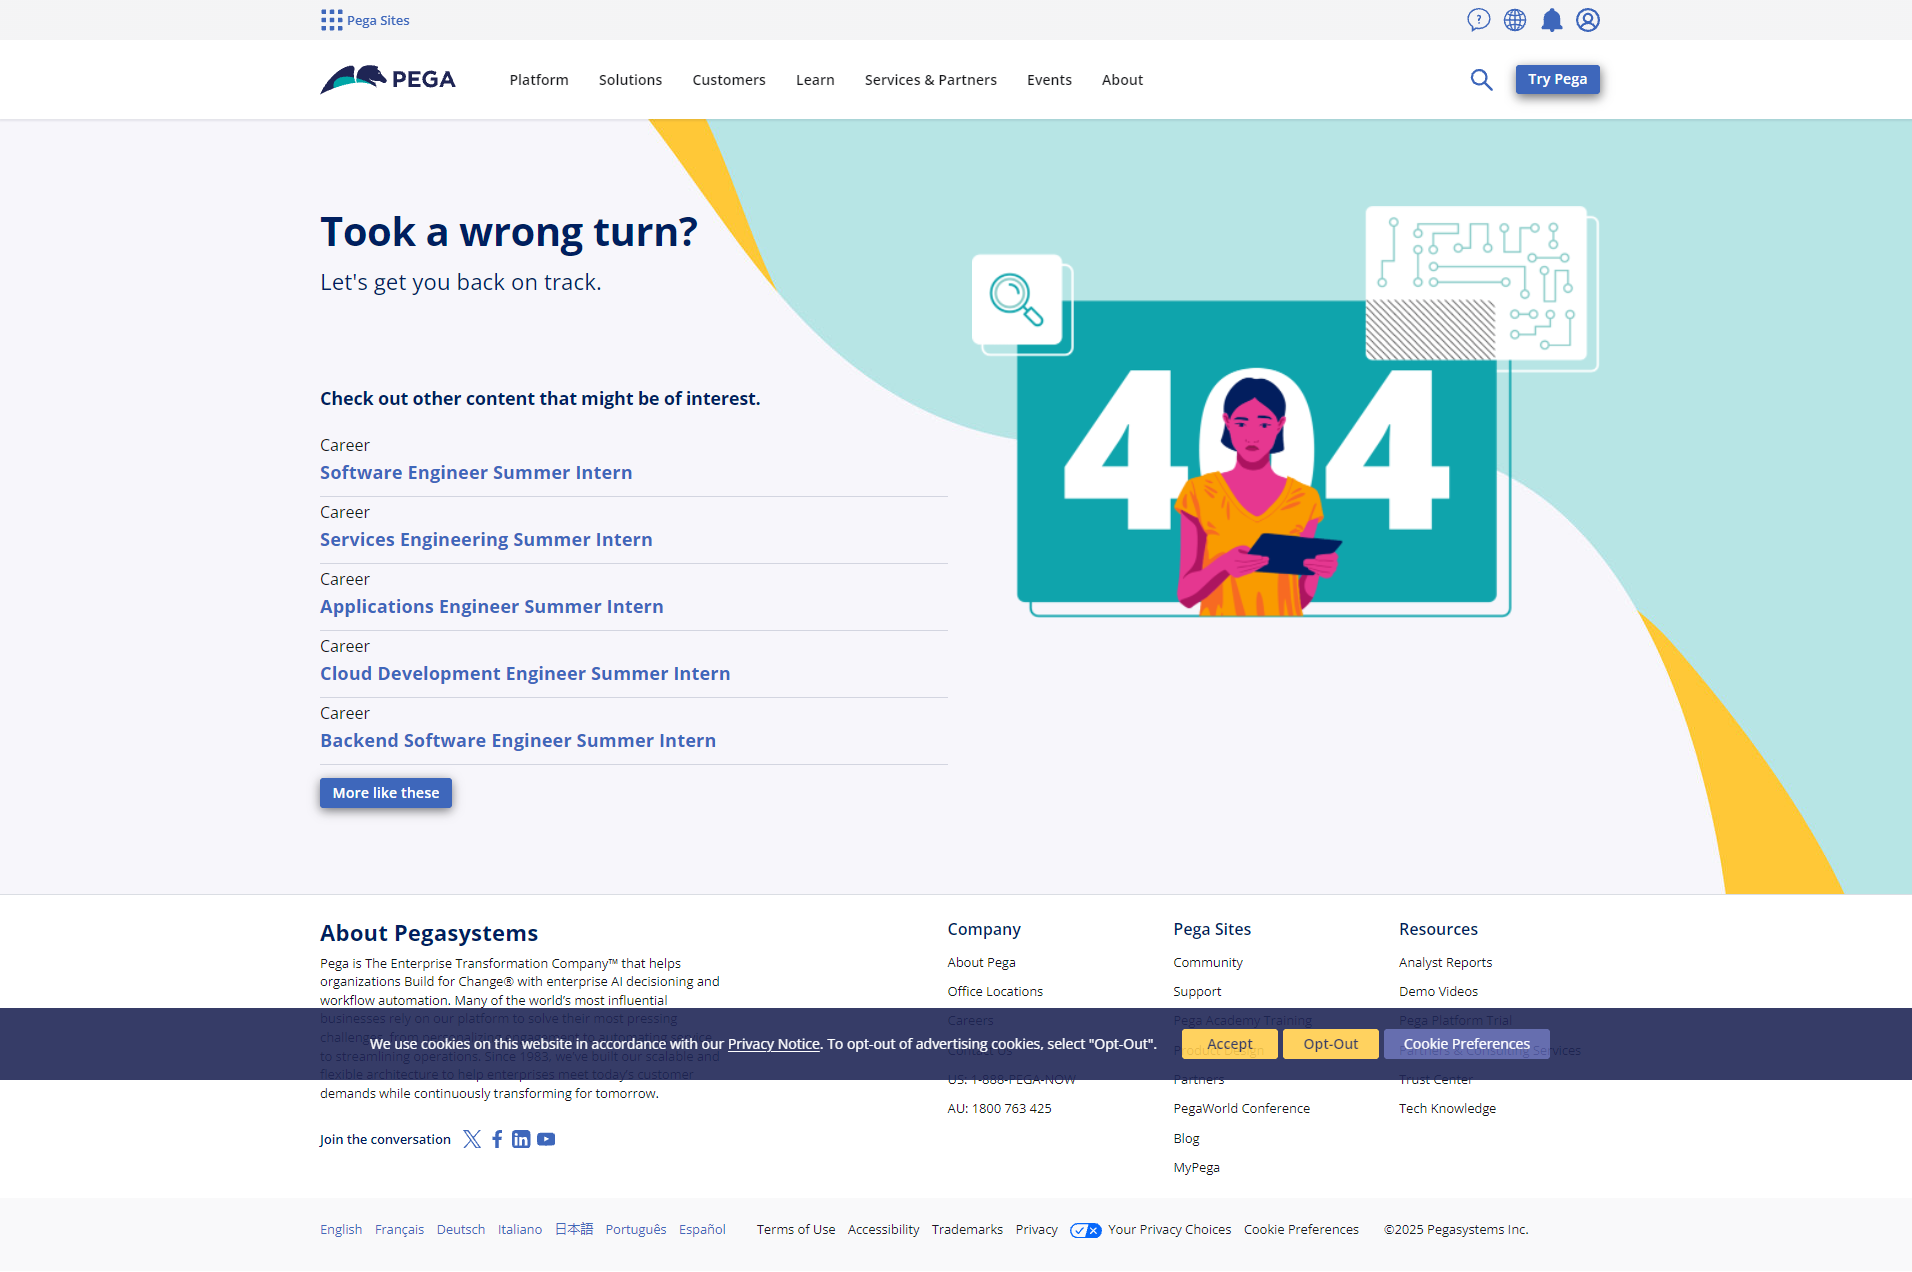 Pega Sites
PEGA
Platform
Solutions
Customers
Learn
Services & Partners
Events
About
Try Pega
Took a wrong turn?
Let's get you back on track.
404
Check out other content that might be of interest.
Career
Software Engineer Summer Intern
Career
Services Engineering Summer Intern
Career
Applications Engineer Summer Intern
Career
Cloud Development Engineer Summer Intern
Career
Backend Software Engineer Summer Intern
More like these
About Pegasystems
Pega is The Enterprise Transformation Company™ that helps
organizations Build for Change® with enterprise AI decisioning and
workflow automation. Many of the world's most influential
businesses rely on our platform to solve their most pressing
to streamlining operations. Since 1983, we've built our scalable and
flexible architecture to help enterprises meet today's customer
demands while continuously transforming for tomorrow.
Join the conversation
Company
About Pega
Office Locations
Careers
US: 1-888-PEGA-NOW
AU: 1800 763 425
Pega Sites
Community
Support
Pega Academy Training
Partners
PegaWorld Conference
Blog
MyPega
Resources
Analyst Reports
Demo Videos
Pega Platform Trial
Trust Center
Tech Knowledge
We use cookies on this website in accordance with our Privacy Notice. To opt-out of advertising cookies, select "Opt-Out".
Accept
Opt-Out
Cookie Preferences
English
Français
Deutsch
Italiano
日本語
Português
Español
Terms of Use
Accessibility
Trademarks
Privacy
Your Privacy Choices
Cookie Preferences
©2025 Pegasystems Inc.